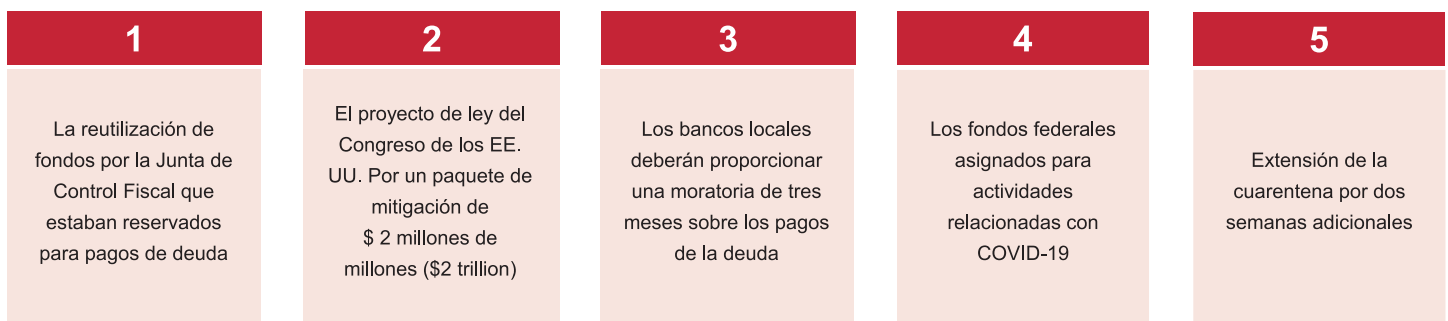 1
La reutilización de
fondos por la Junta de
Control Fiscal que
estaban reservados
para pagos de deuda
2
El proyecto de ley del
Congreso de los EE.
UU. Por un paquete de
mitigación de
$ 2 millones de
millones ($2 trillion)
3
Los bancos locales
deberán proporcionar
una moratoria de tres
meses sobre los pagos
de la deuda
4
Los fondos federales
asignados para
actividades
relacionadas con
COVID-19
5
Extensión de la
cuarentena por dos
semanas adicionales